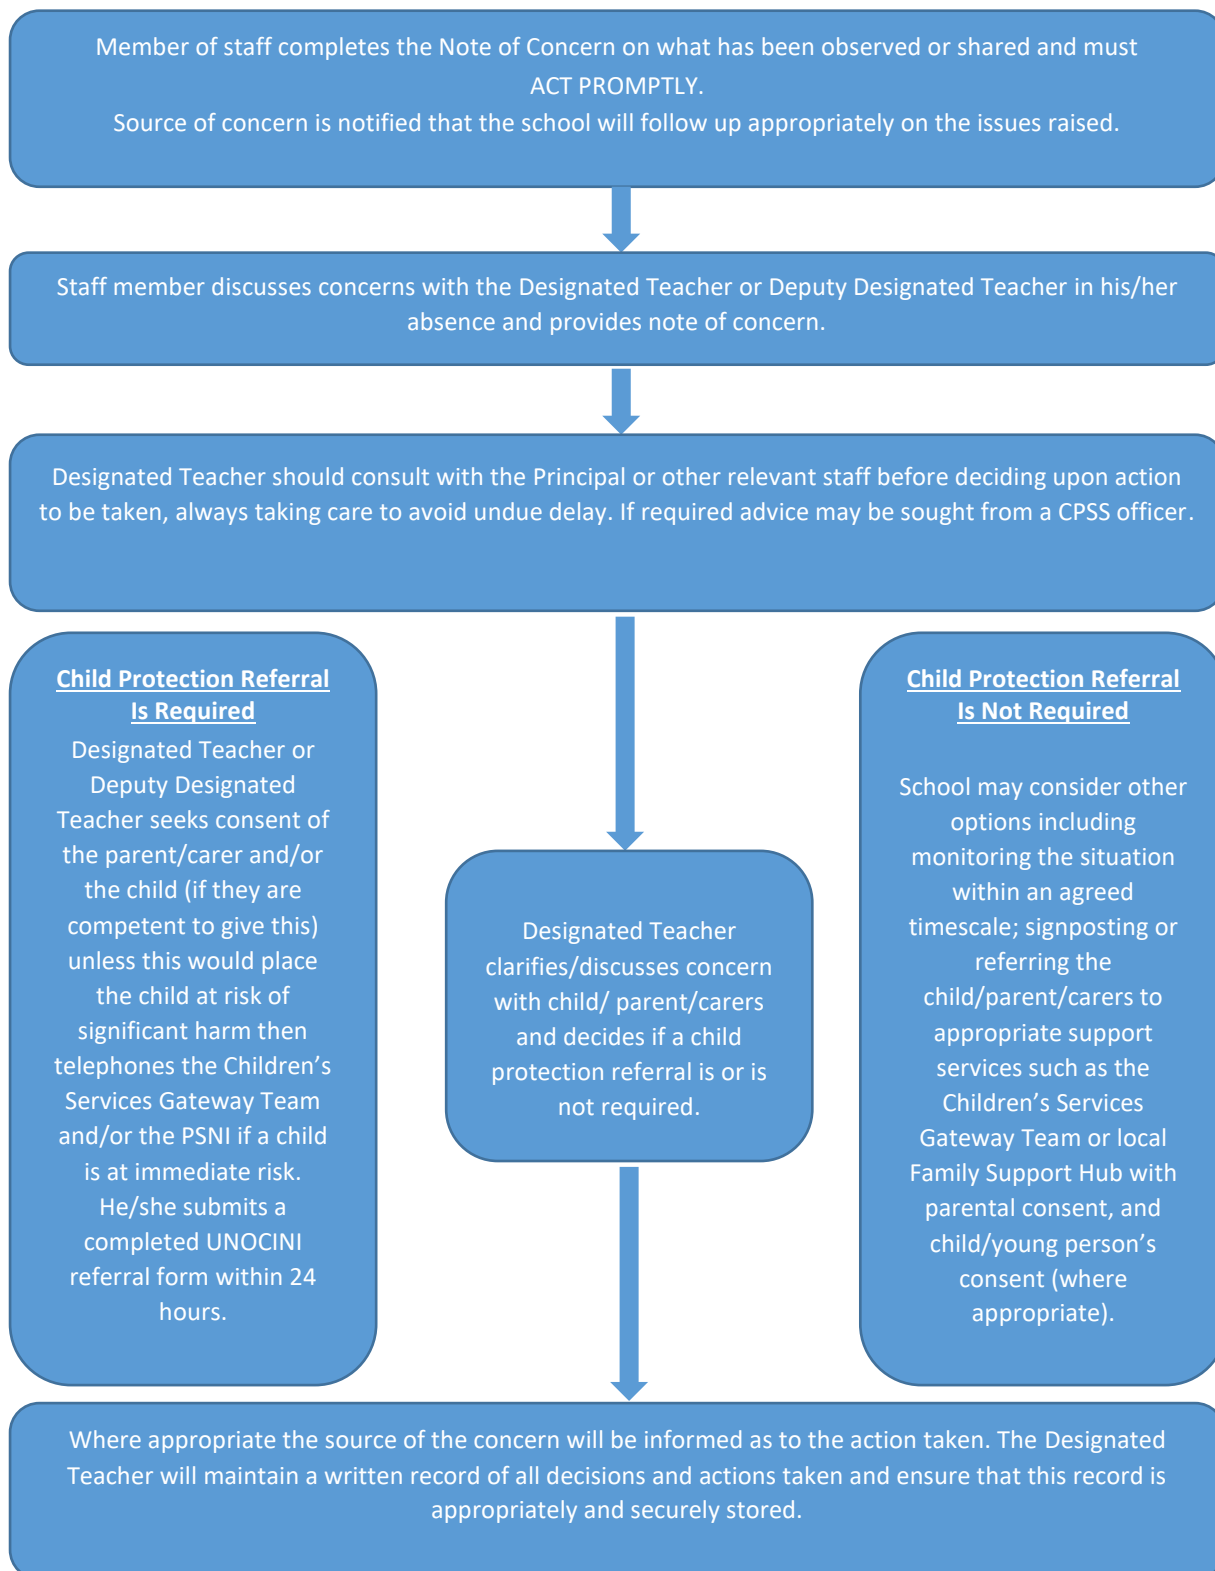 Member of staff completes the Note of Concern on what has been observed or shared and must
ACT PROMPTLY.
Source of concern is notified that the school will follow up appropriately on the issues raised.
Staff member discusses concerns with the Designated Teacher or Deputy Designated Teacher in his/her
absence and provides note of concern.
Designated Teacher should consult with the Principal or other relevant staff before deciding upon action
to be taken, always taking care to avoid undue delay. If required advice may be sought from a CPSS officer.
Child Protection Referral
Is Required
Designated Teacher or
Deputy Designated
Teacher seeks consent of
the parent/carer and/or
the child (if they are
competent to give this)
unless this would place
the child at risk of
significant harm then
telephones the Children’s
Services Gateway Team
and/or the PSNI if a child
is at immediate risk.
He/she submits a
completed UNOCINI
referral form within 24
hours.
Designated Teacher
clarifies/discusses concern
with child/ parent/carers
and decides if a child
protection referral is or is
not required.
Child Protection Referral
Is Not Required
School may consider other
options including
monitoring the situation
within an agreed
timescale; signposting or
referring the
child/parent/carers to
appropriate support
services such as the
Children’s Services
Gateway Team or local
Family Support Hub with
parental consent, and
child/young person’s
consent (where
appropriate).
Where appropriate the source of the concern will be informed as to the action taken. The Designated
Teacher will maintain a written record of all decisions and actions taken and ensure that this record is
appropriately and securely stored.